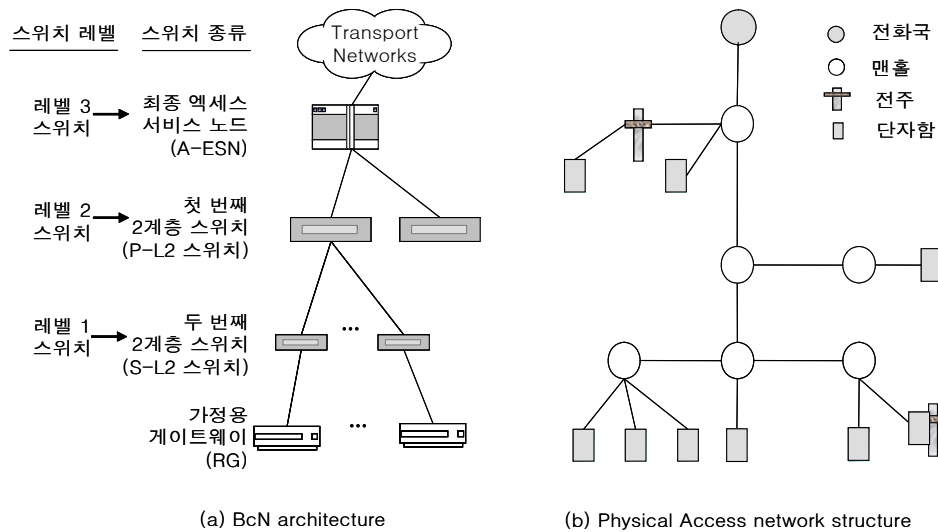 스위치 레벨
스위치 종류
Transport
Networks
레벨 3
스위치
최종 엑세스
서비스 노드
(A-ESN)
레벨 2
스위치
첫 번째
2계층 스위치
(P-L2 스위치)
레벨 1
스위치
두 번째
2계층 스위치
(S-L2 스위치)
...
가정용
게이트웨이
(RG)
...
(a) BcN architecture
전화국
맨홀
전주
단자함
(b) Physical Access network structure